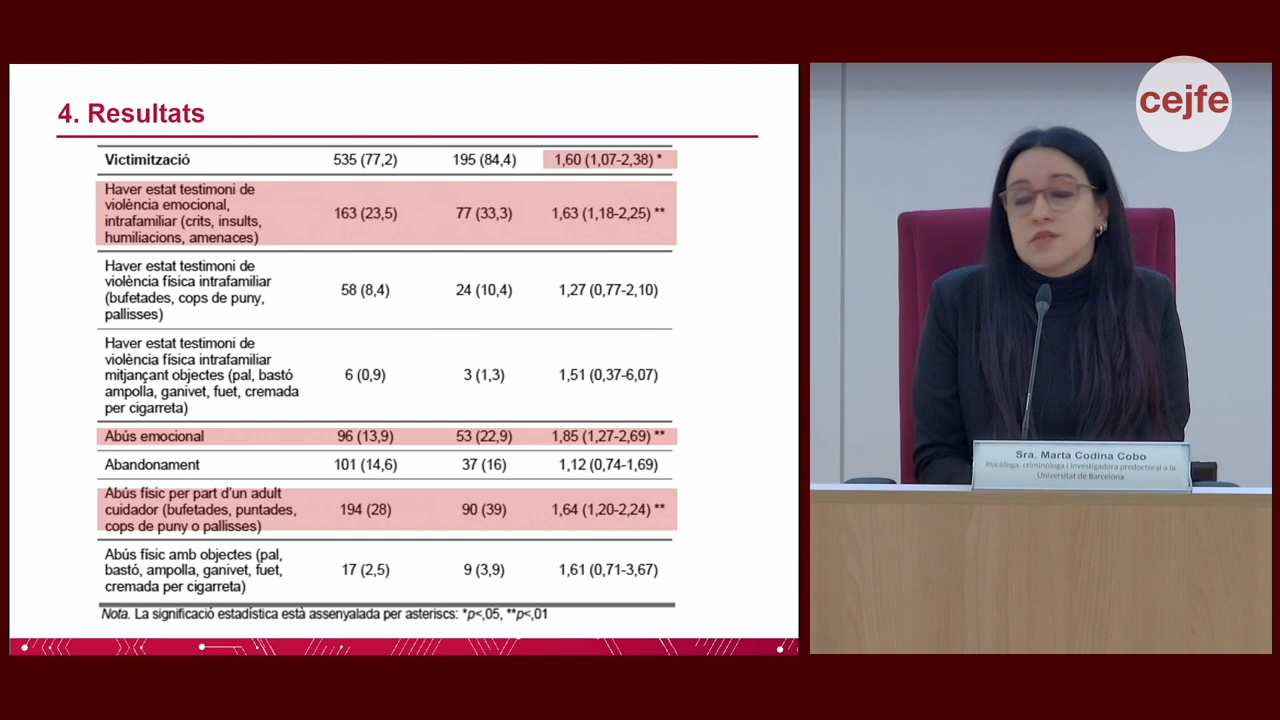 4. Resultats
Victimització 535 (77,2) 195 (84,4) 1,60 (1,07-2,38) *
Haver estat testimoni de
violència emocional,
intrafamiliar (crits, insults,
humiliacions, amenaces)
163 (23,5) 77 (33,3) 1,63 (1,18-2,25) **
Haver estat testimoni de
violència física intrafamiliar
(bufetades, cops de puny,
pallisses)
58 (8,4) 24 (10,4) 1,27 (0,77-2,10)
Haver estat testimoni de
violència física intrafamiliar
mitjançant objectes (pal, bastó
ampolla, ganivet, fuet, cremada
per cigarreta)
6 (0,9) 3 (1,3) 1,51 (0,37-6,07)
Abús emocional 96 (13,9) 53 (22,9) 1,85 (1,27-2,69) **
Abandonament 101 (14,6) 37 (16) 1,12 (0,74-1,69)
Abús físic per part d'un adult
cuidador (bufetades, puntades,
cops de puny o pallisses)
194 (28) 90 (39) 1,64 (1,20-2,24) **
Abús físic amb objectes (pal,
bastó, ampolla, ganivet, fuet,
cremada per cigarreta)
17 (2,5) 9 (3,9) 1,61 (0,71-3,67)
Nota. La significació estadística està assenyalada per asteriscs: *p<,05, **p<,01
cejfe
Sra. Marta Codina Cobo
Psicòloga, criminòloga i investigadora predoctoral a la
Universitat de Barcelona